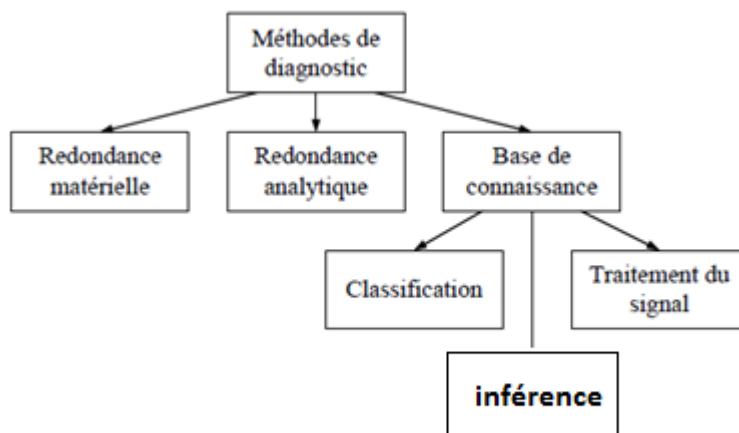 Méthodes de
diagnostic
Redondance
matérielle
Redondance
analytique
Base de
connaissance
Classification
Traitement du
signal
inférence